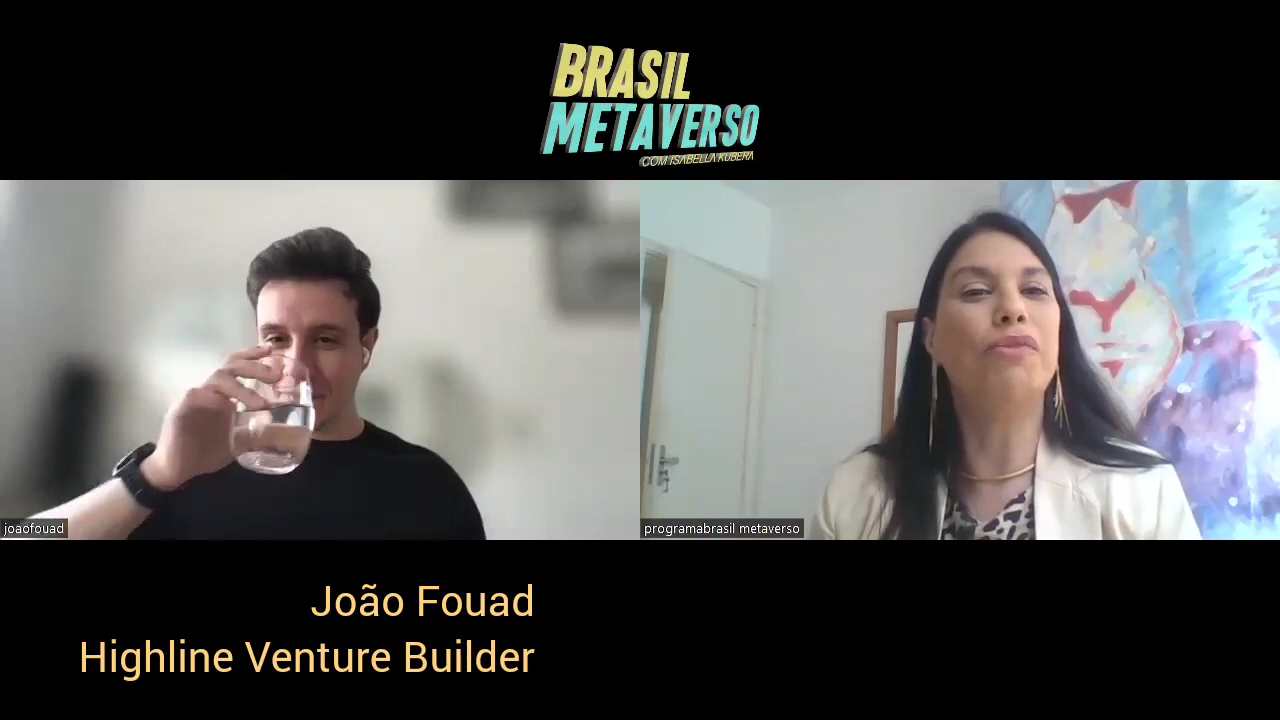 BRASIL
METAVERSO
COM ISABELLA KUBERA
joaofouad
programabrasil metaverso
João Fouad
Highline Venture Builder